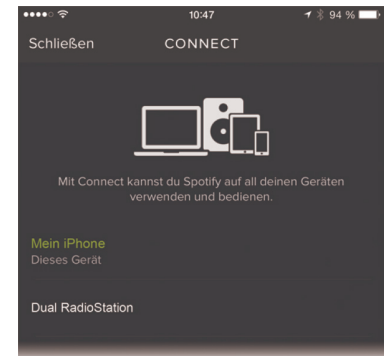 10:47
94 %
Schließen
CONNECT
Mit Connect kannst du Spotify auf all deinen Geräten
verwenden und bedienen.
Mein iPhone
Dieses Gerät
Dual RadioStation